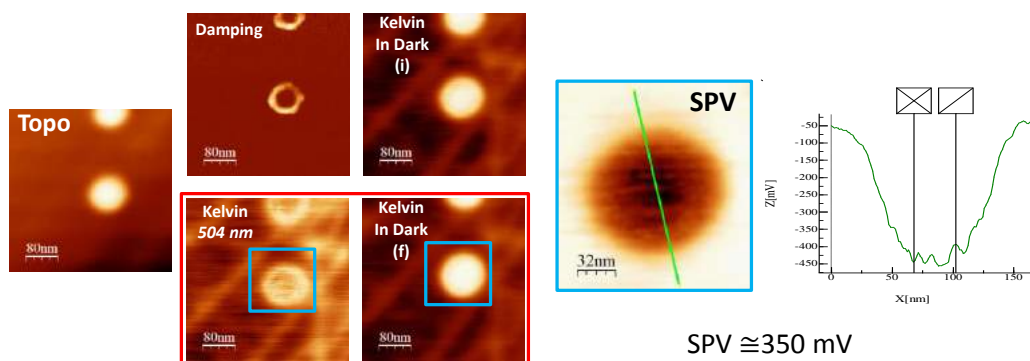 Topo
80nm
Damping
80nm
Kelvin
In Dark
(i)
80nm
Kelvin
504 nm
80nm
Kelvin
In Dark
(f)
80nm
SPV
32nm
Z[mV]
-50
-100
-150
-200
-250
-300
-350
-400
-450
0
50
100
150
X[nm]
SPV ≅350 mV